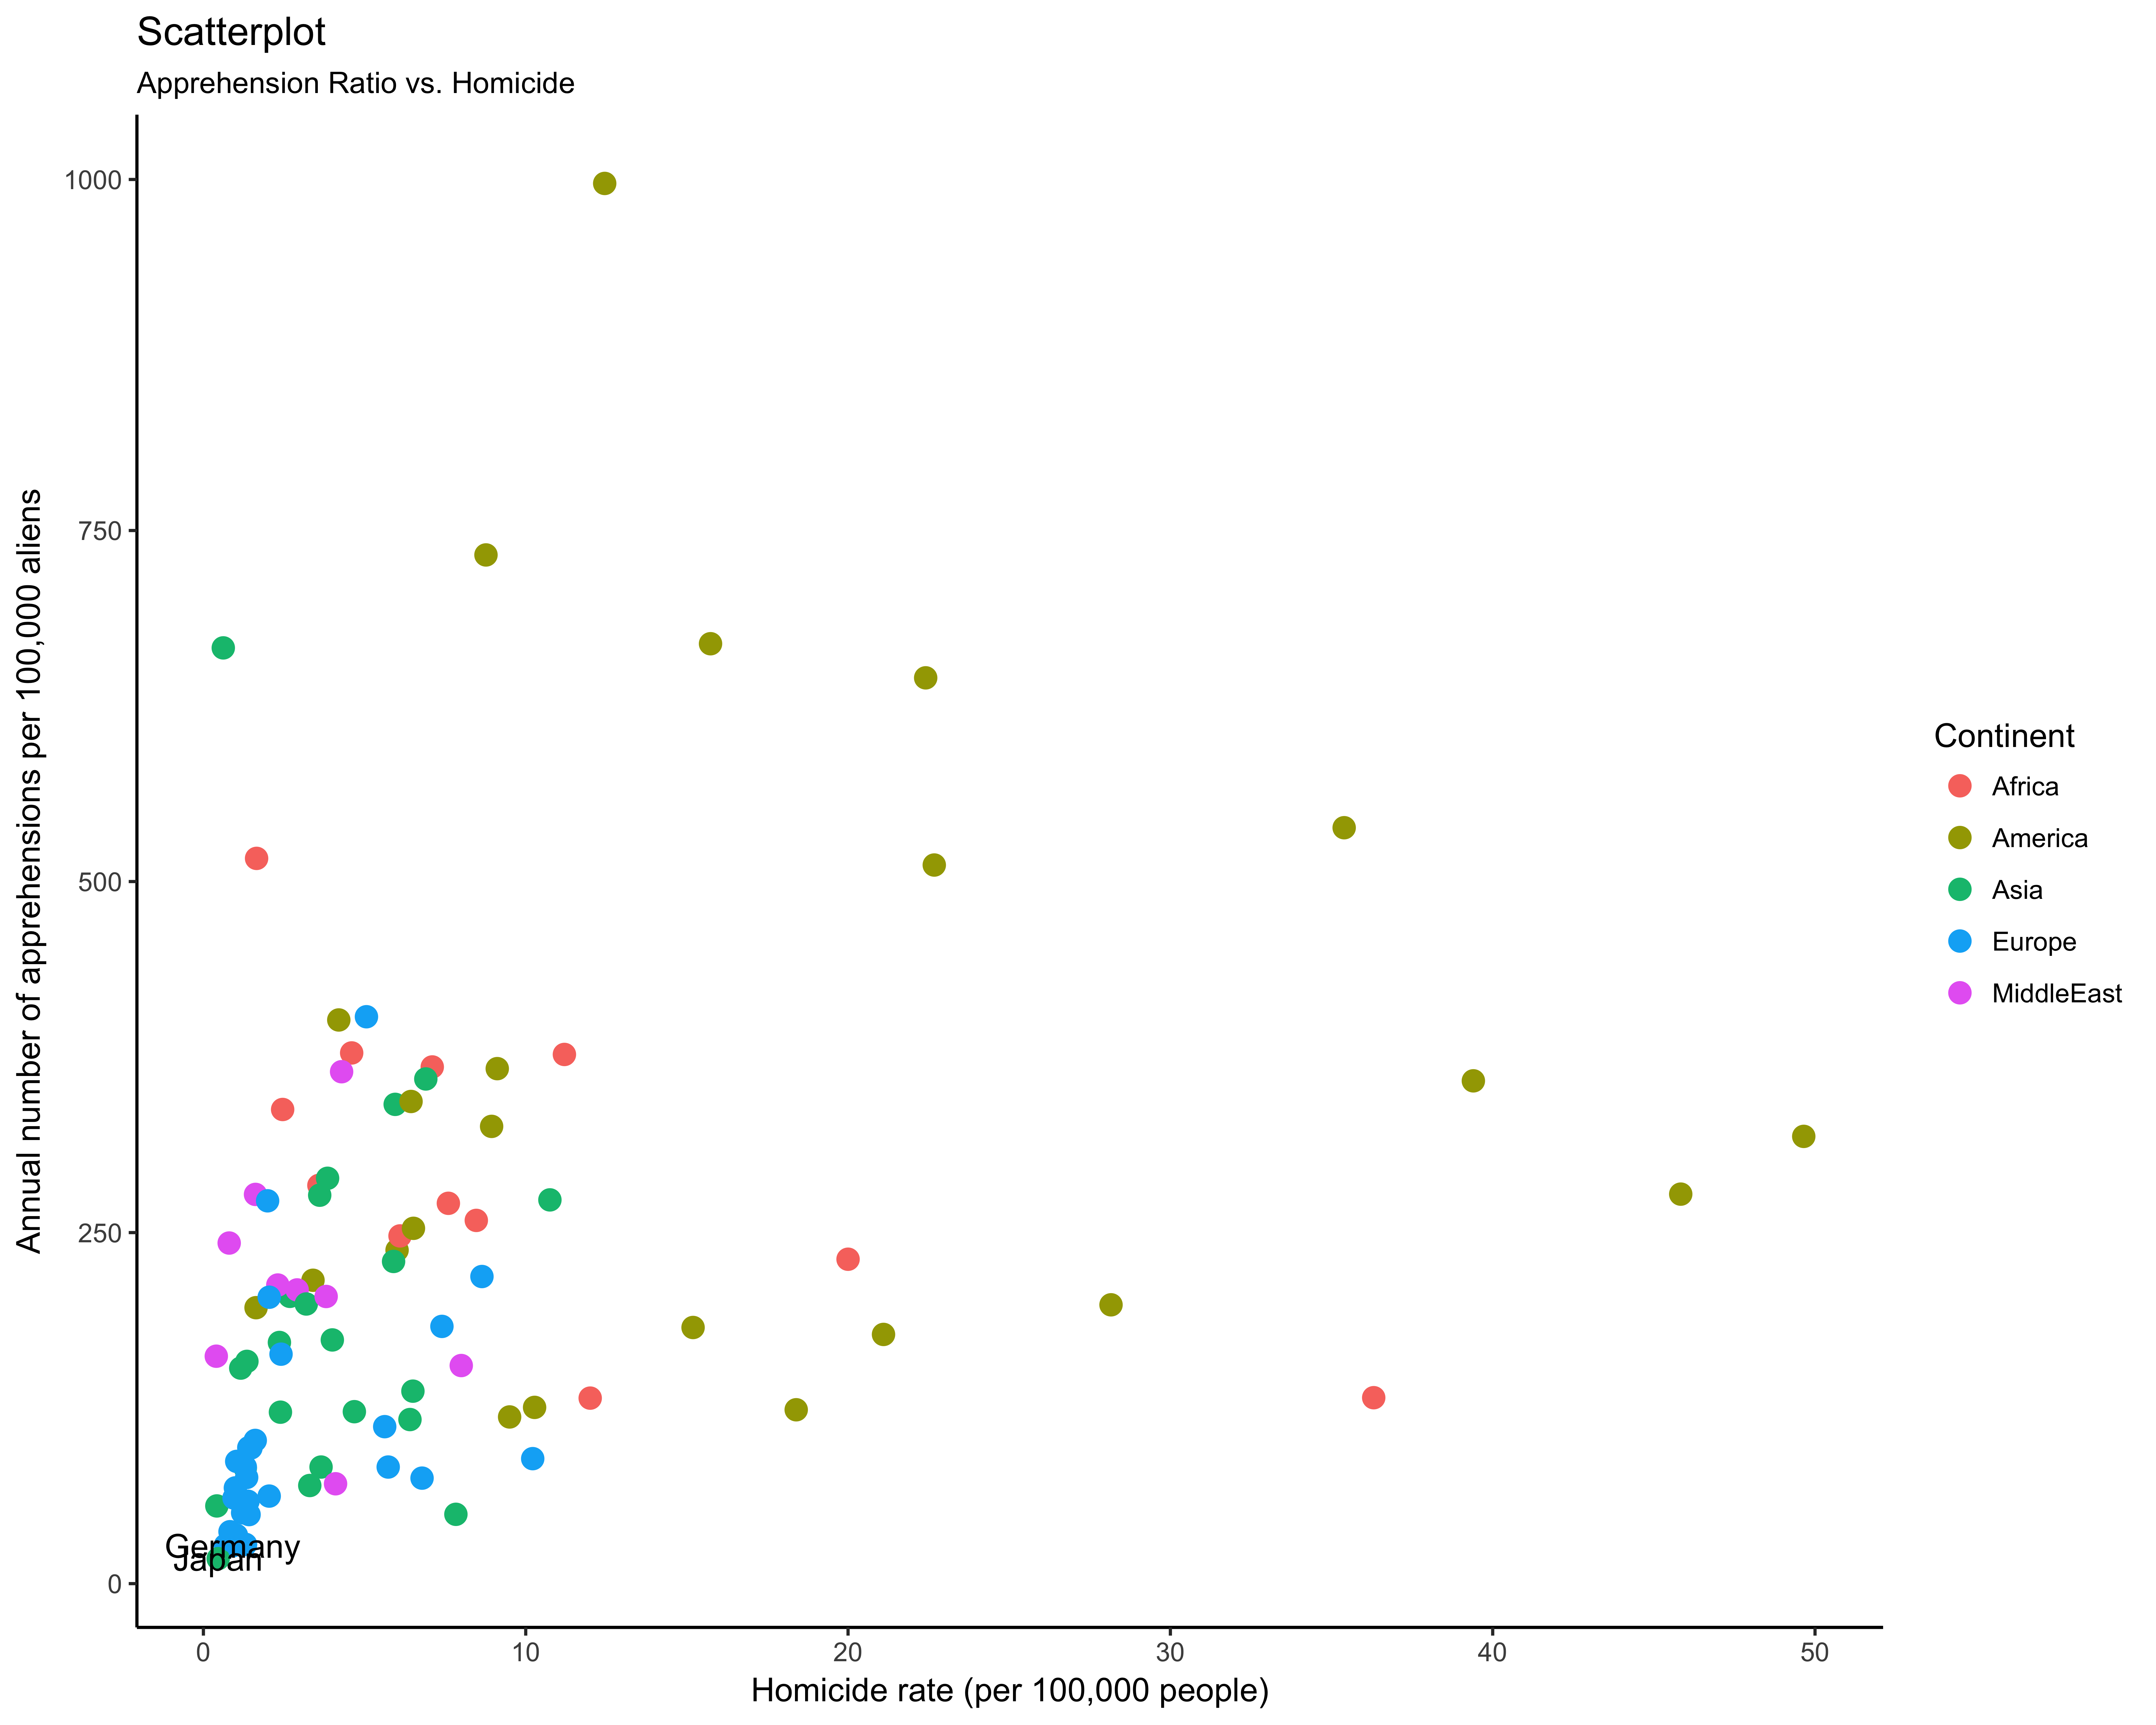 Scatterplot
Apprehension Ratio vs. Homicide
Annual number of apprehensions per 100,000 aliens
1000
750
500
250
0
Germany
Japan
0 10 20 30 40 50
Homicide rate (per 100,000 people)
Continent
Africa
America
Asia
Europe
MiddleEast